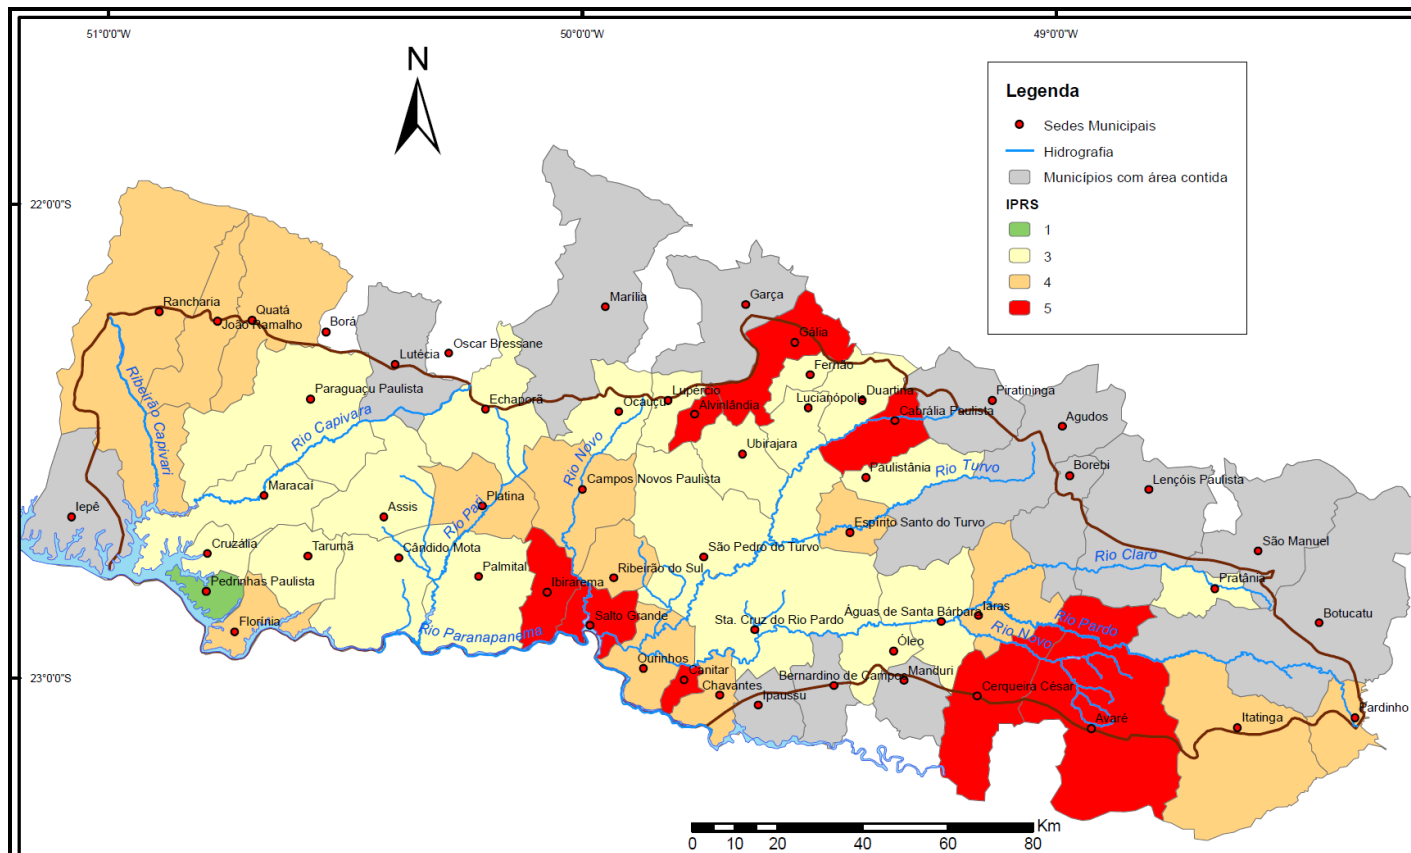 51°0'0"W
50°0'0"W
49°0'0"W
N
Legenda
Sedes Municipais
Hidrografia
Municípios com área contida
IPRS
1
3
4
5
22°0'0"S
23°0'0"S
Rancharia
João Ramalho
Quatá
Borá
Lutécia
Oscar Bressane
Marília
Garça
Gália
Fernão
Paraguaçu Paulista
Echaporã
Ocauçu
Lupércio
Alvinlândia
Lucianópolis
Duartina
Cabrália Paulista
Piratininga
Agudos
Ribeirão Capivari
Rio Capivara
Rio Novo
Ubirajara
Paulistânia
Rio Turvo
Borebi
Lençóis Paulista
Maracaí
Iepê
Assis
Platina
Rio Pari
Campos Novos Paulista
Espírito Santo do Turvo
São Manuel
Cruzália
Tarumã
Cândido Mota
Palmital
São Pedro do Turvo
Rio Claro
Pratânia
Pedrinhas Paulista
Ibirarema
Ribeirão do Sul
Florínia
Salto Grande
Rio Paranapanema
Sta. Cruz do Rio Pardo
Águas de Santa Bárbara
Iaras
Rio Pardo
Rio Novo
Botucatu
Óleo
Ourinhos
Canitar
Chavantes
Ipaussu
Bernardino de Campos
Manduri
Cerqueira César
Avaré
Itatinga
Pardinho
Km
0 10 20 40 60 80